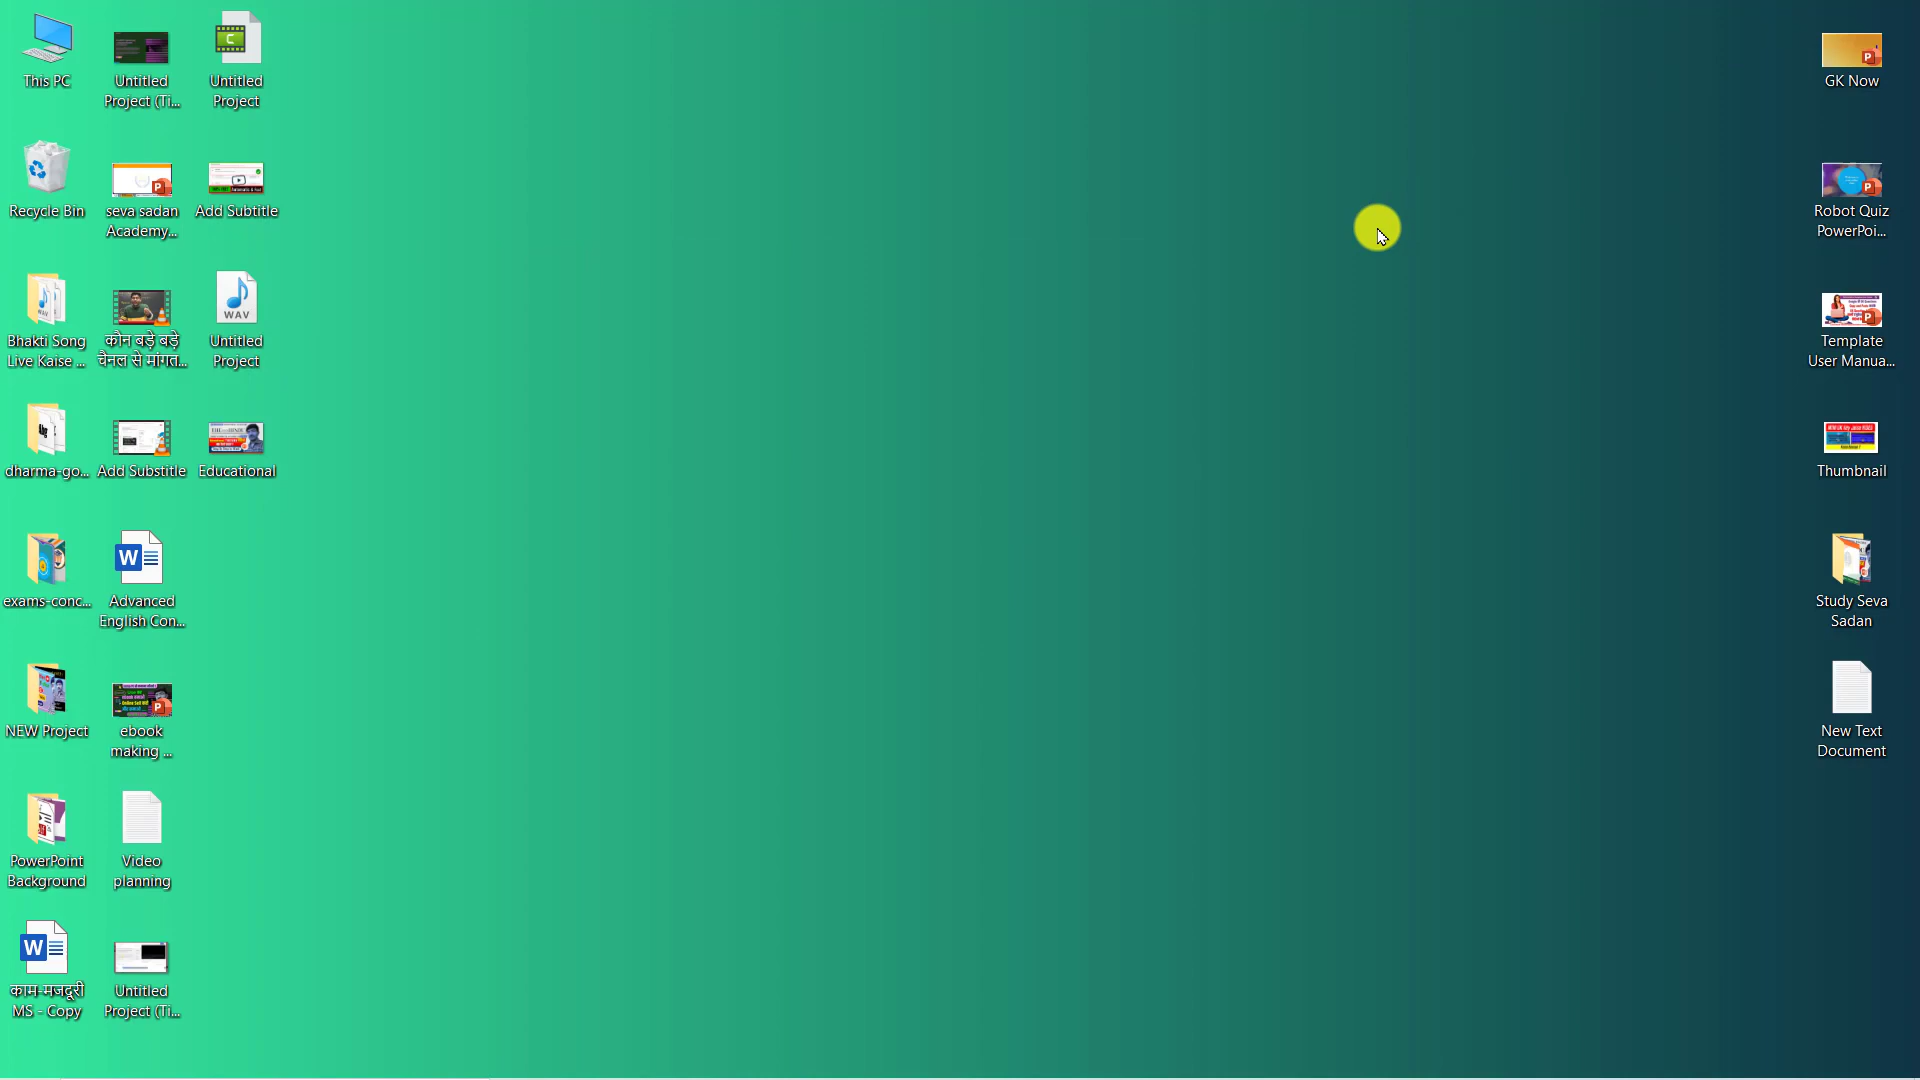 This PC
Untitled
Project (Ti...
Untitled
Project
GK Now
Recycle Bin
seva sadan
Academy...
Add Subtitle
Robot Quiz
PowerPoi...
Bhakti Song
Live Kaise ...
कौन बड़े बड़े
चैनल से मांगत...
WAV
Untitled
Project
Template
User Manua...
dharma-go...
Add Substitle
Educational
Thumbnail
exams-conc...
Advanced
English Con...
Study Seva
Sadan
NEW Project
ebook
making ...
New Text
Document
PowerPoint
Background
Video
planning
काम-मजदूरी
MS - Copy
Untitled
Project (Ti...